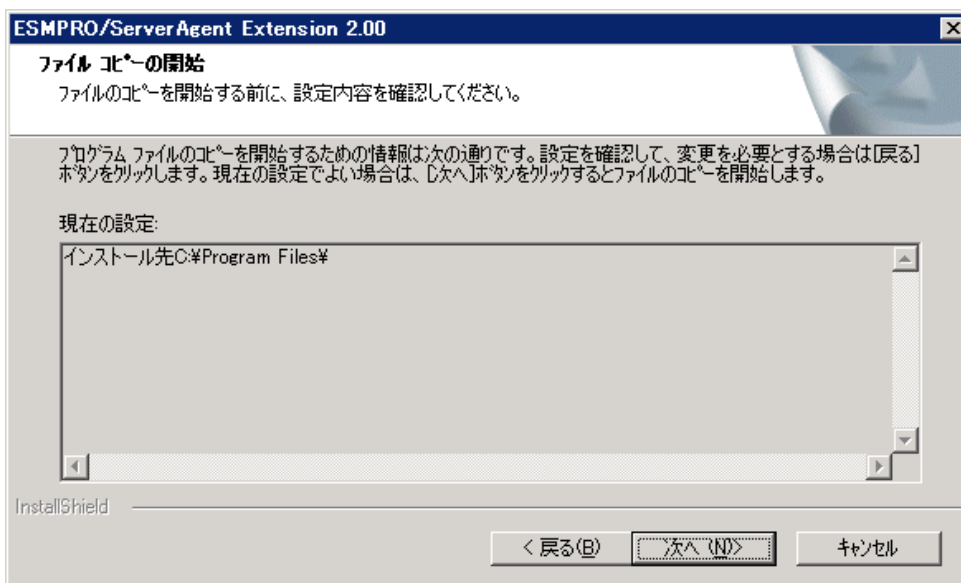 ESMPRO/ServerAgent Extension 2.00
ファイル コピーの開始
ファイルのコピーを開始する前に、設定内容を確認してください。
プログラム ファイルのコピーを開始するための情報は次の通りです。設定を確認して、変更を必要とする場合は[戻る]
ボタンをクリックします。現在の設定でよい場合は、[次へ]ボタンをクリックするとファイルのコピーを開始します。
現在の設定:
インストール先C:¥Program Files¥
InstallShield
< 戻る(B)
次へ (N)>
キャンセル